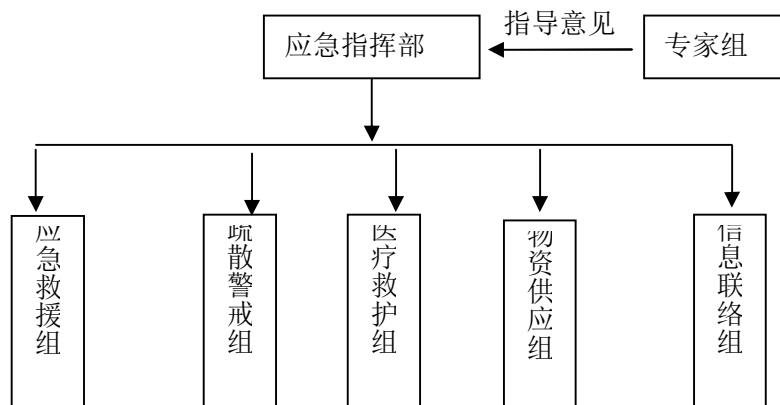 指导意见
应急指挥部
专家组
应急救援组
疏散警戒组
医疗救护组
物资供应组
信息联络组